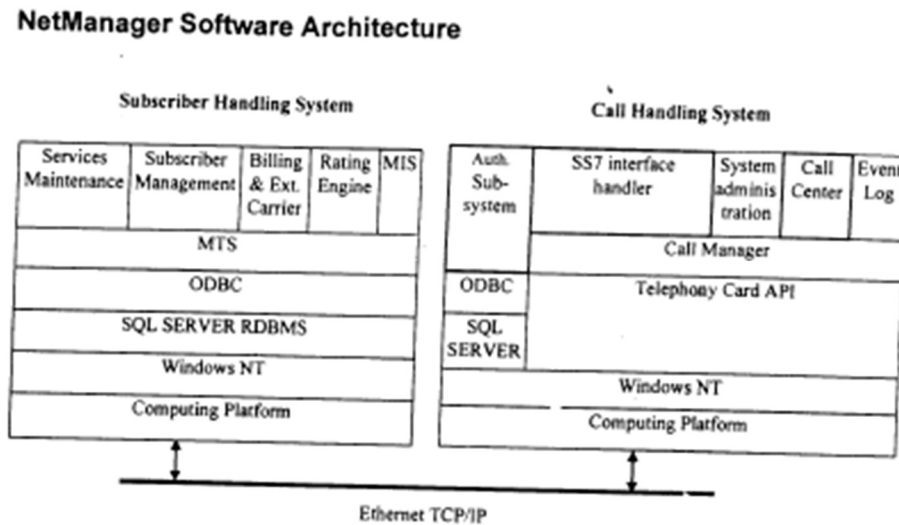 NetManager Software Architecture
Subscriber Handling System
Services
Maintenance
Subscriber
Management
Billing
& Ext.
Carrier
Rating
Engine
MIS
MTS
ODBC
SQL SERVER RDBMS
Windows NT
Computing Platform
Call Handling System
Auth.
Sub-
system
SS7 interface
handler
System
adminis
tration
Call
Center
Event
Log
Call Manager
ODBC
Telephony Card API
SQL
SERVER
Windows NT
Computing Platform
Ethernet TCP/IP